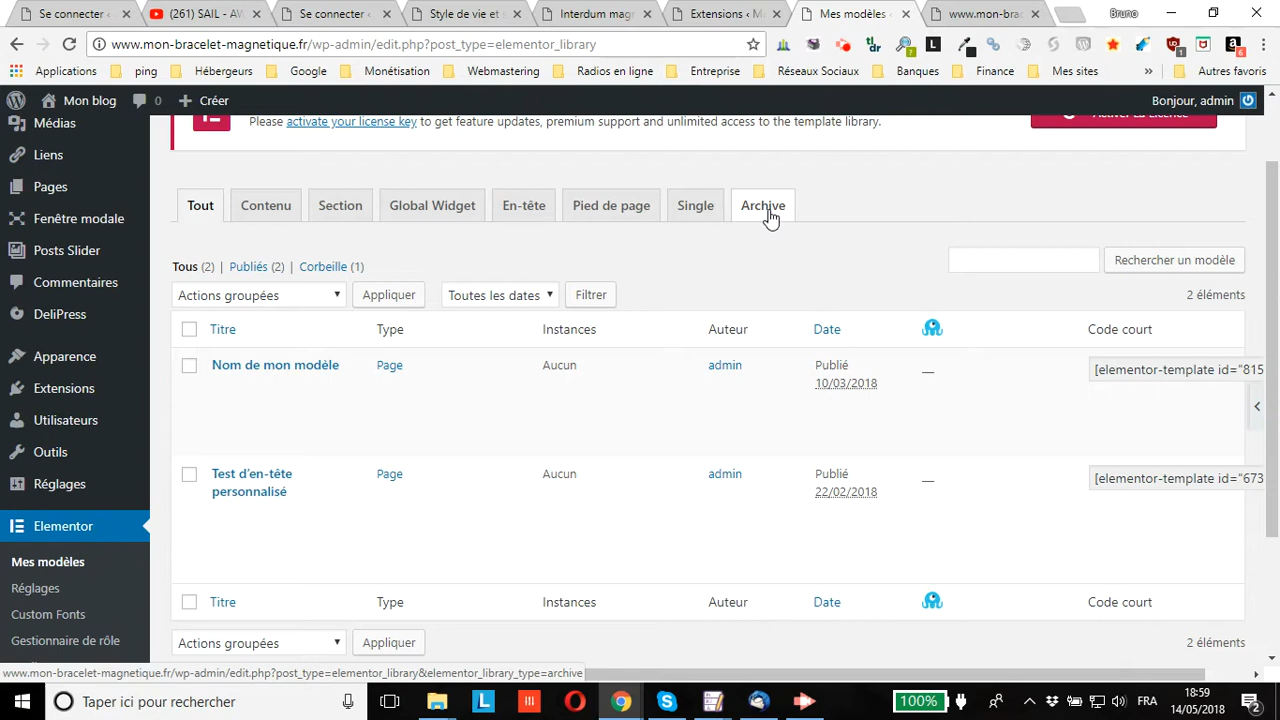 Se connecter ‹
(261) SAIL - AW
Se connecter ‹
Style de vie et
Interdum mag
Extensions ‹ M
Mes modèles ‹
www.mon-brac
Bruno
www.mon-bracelet-magnetique.fr/wp-admin/edit.php?post_type=elementor_library
Applications
ping
Hébergeurs
Google
Monétisation
Webmastering
Radios en ligne
Entreprise
Réseaux Sociaux
Banques
Finance
Mes sites
»
Autres favoris
Mon blog
0
Créer
Bonjour, admin
Médias
Liens
Pages
Fenêtre modale
Posts Slider
Commentaires
DeliPress
Apparence
Extensions
Utilisateurs
Outils
Réglages
Elementor
Mes modèles
Réglages
Custom Fonts
Gestionnaire de rôle
Please activate your license key to get feature updates, premium support and unlimited access to the template library.
Activer La Licence
Tout
Contenu
Section
Global Widget
En-tête
Pied de page
Single
Archive
Tous (2) | Publiés (2) | Corbeille (1)
Rechercher un modèle
Actions groupées
Appliquer
Toutes les dates
Filtrer
2 éléments
Titre
Type
Instances
Auteur
Date
Code court
Nom de mon modèle
Page
Aucun
admin
Publié
10/03/2018
—
[elementor-template id="815
Test d'en-tête
personnalisé
Page
Aucun
admin
Publié
22/02/2018
—
[elementor-template id="673
Titre
Type
Instances
Auteur
Date
Code court
Actions groupées
Appliquer
2 éléments
www.mon-bracelet-magnetique.fr/wp-admin/edit.php?post_type=elementor_library&elementor_library_type=archive
Taper ici pour rechercher
100%
FRA
18:59
14/05/2018
2